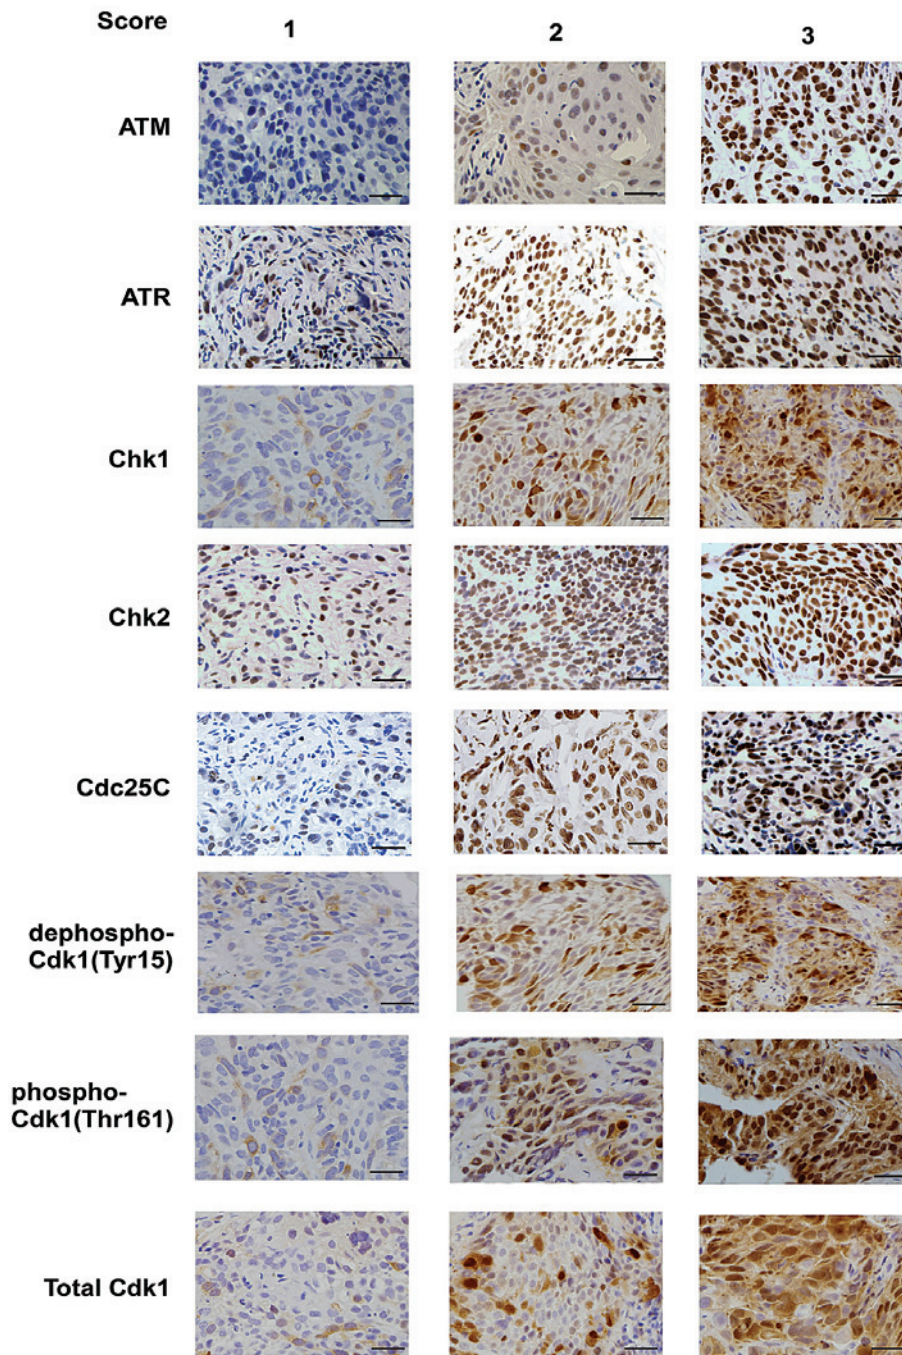 Score 1 2 3
ATM
ATR
Chk1
Chk2
Cdc25C
dephospho-
Cdk1(Tyr15)
phospho-
Cdk1(Thr161)
Total Cdk1